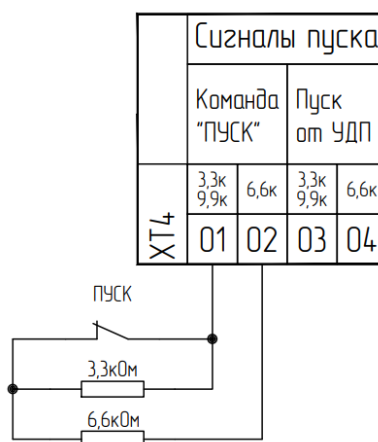 Сигналы пуска
Команда "ПУСК"
Пуск от УДП
3,3к 9,9к
6,6к
3,3к 9,9к
6,6к
XT4
01
02
03
04
ПУСК
3,3кОм
6,6кОм